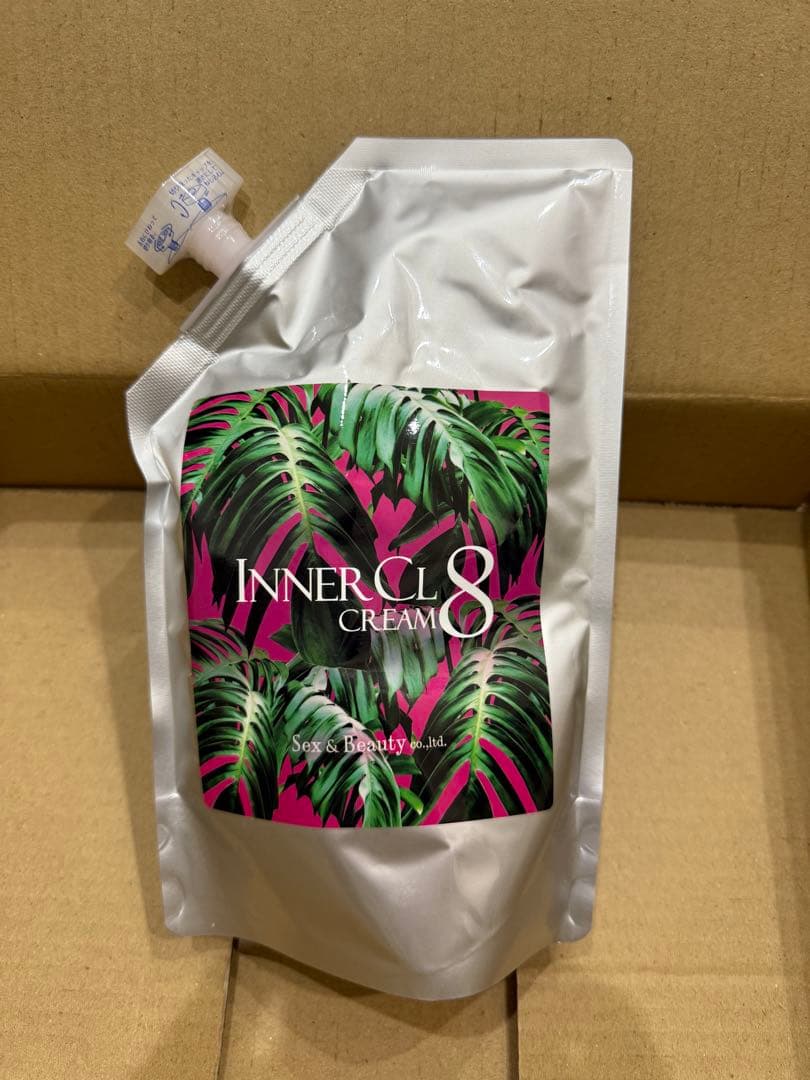 INNER CL 8
CREAM
Sex & Beauty co.,ltd.